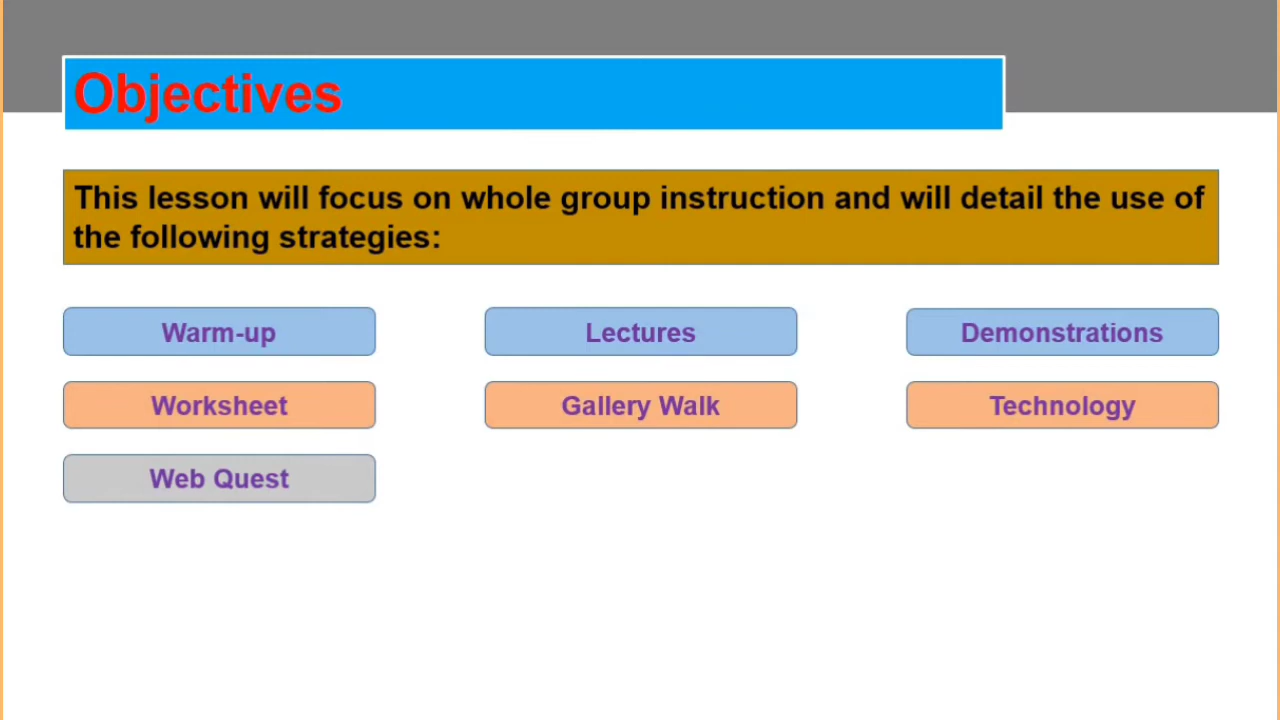 Objectives
This lesson will focus on whole group instruction and will detail the use of
the following strategies:
Warm-up
Lectures
Demonstrations
Worksheet
Gallery Walk
Technology
Web Quest